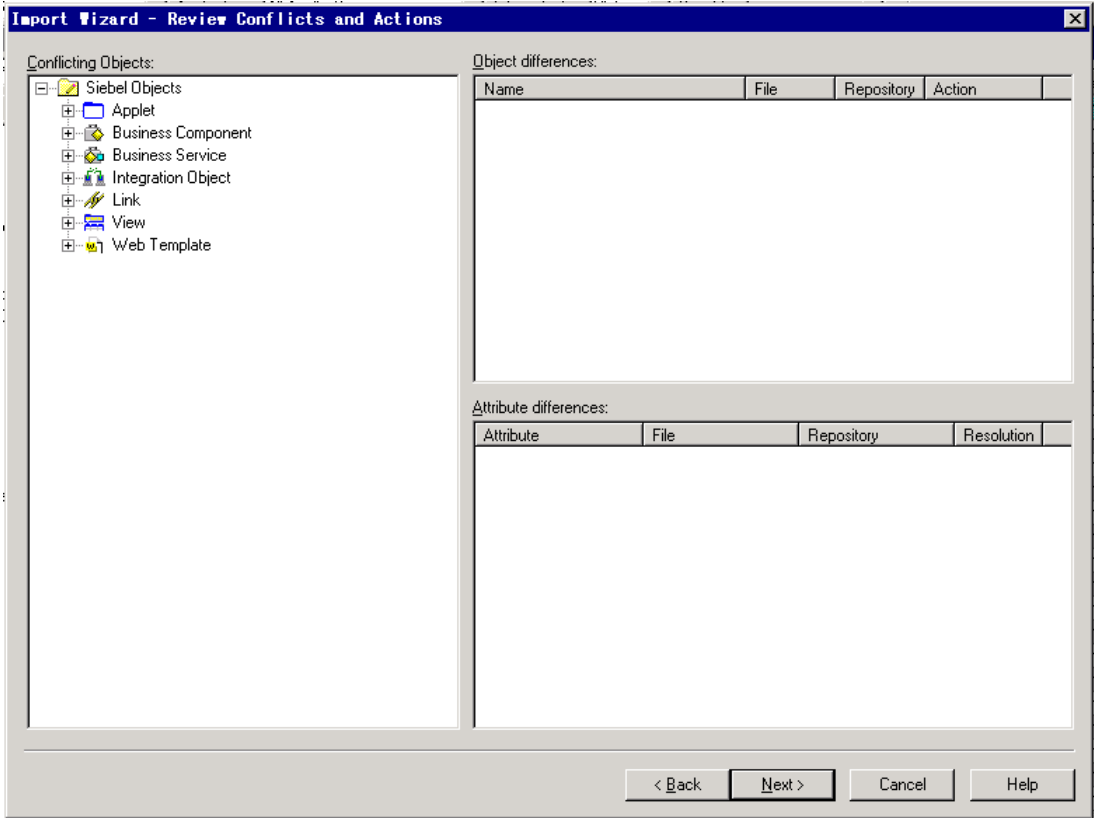 Import Wizard - Review Conflicts and Actions
Conflicting Objects:
Siebel Objects
Applet
Business Component
Business Service
Integration Object
Link
View
Web Template
Object differences:
Name File Repository Action
Attribute differences:
Attribute File Repository Resolution
< Back Next > Cancel Help